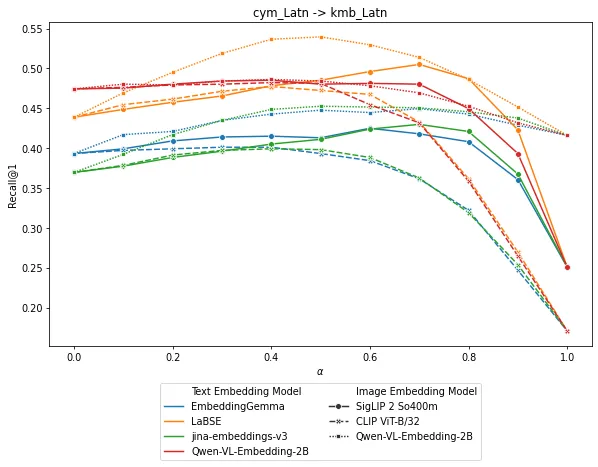 cym_Latn -> kmb_Latn
Recall@1
0.55
0.50
0.45
0.40
0.35
0.30
0.25
0.20
0.0 0.2 0.4 0.6 0.8 1.0
α
Text Embedding Model Image Embedding Model
EmbeddingGemma SigLIP 2 So400m
LaBSE CLIP ViT-B/32
jina-embeddings-v3 Qwen-VL-Embedding-2B
Qwen-VL-Embedding-2B